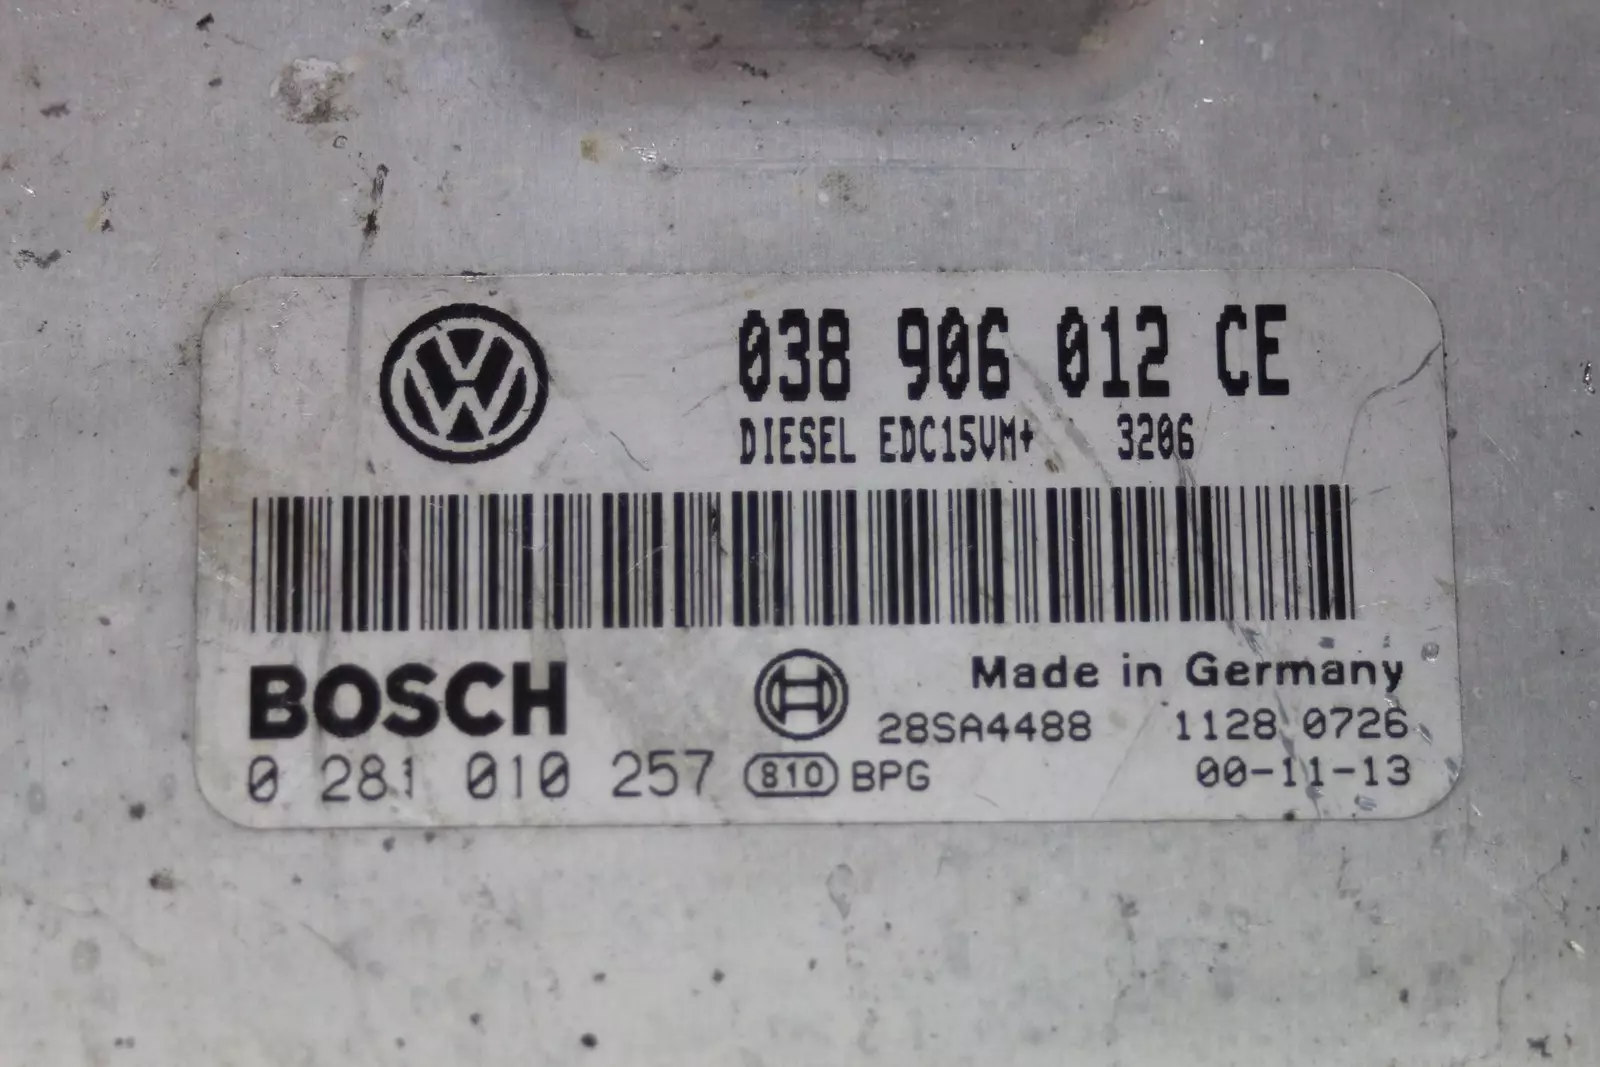 038 906 012 CE
DIESEL EDC15VM+ 3206
BOSCH
Made in Germany
28SA4488 1128 0726
0 281 010 257 810 BPG 00-11-13